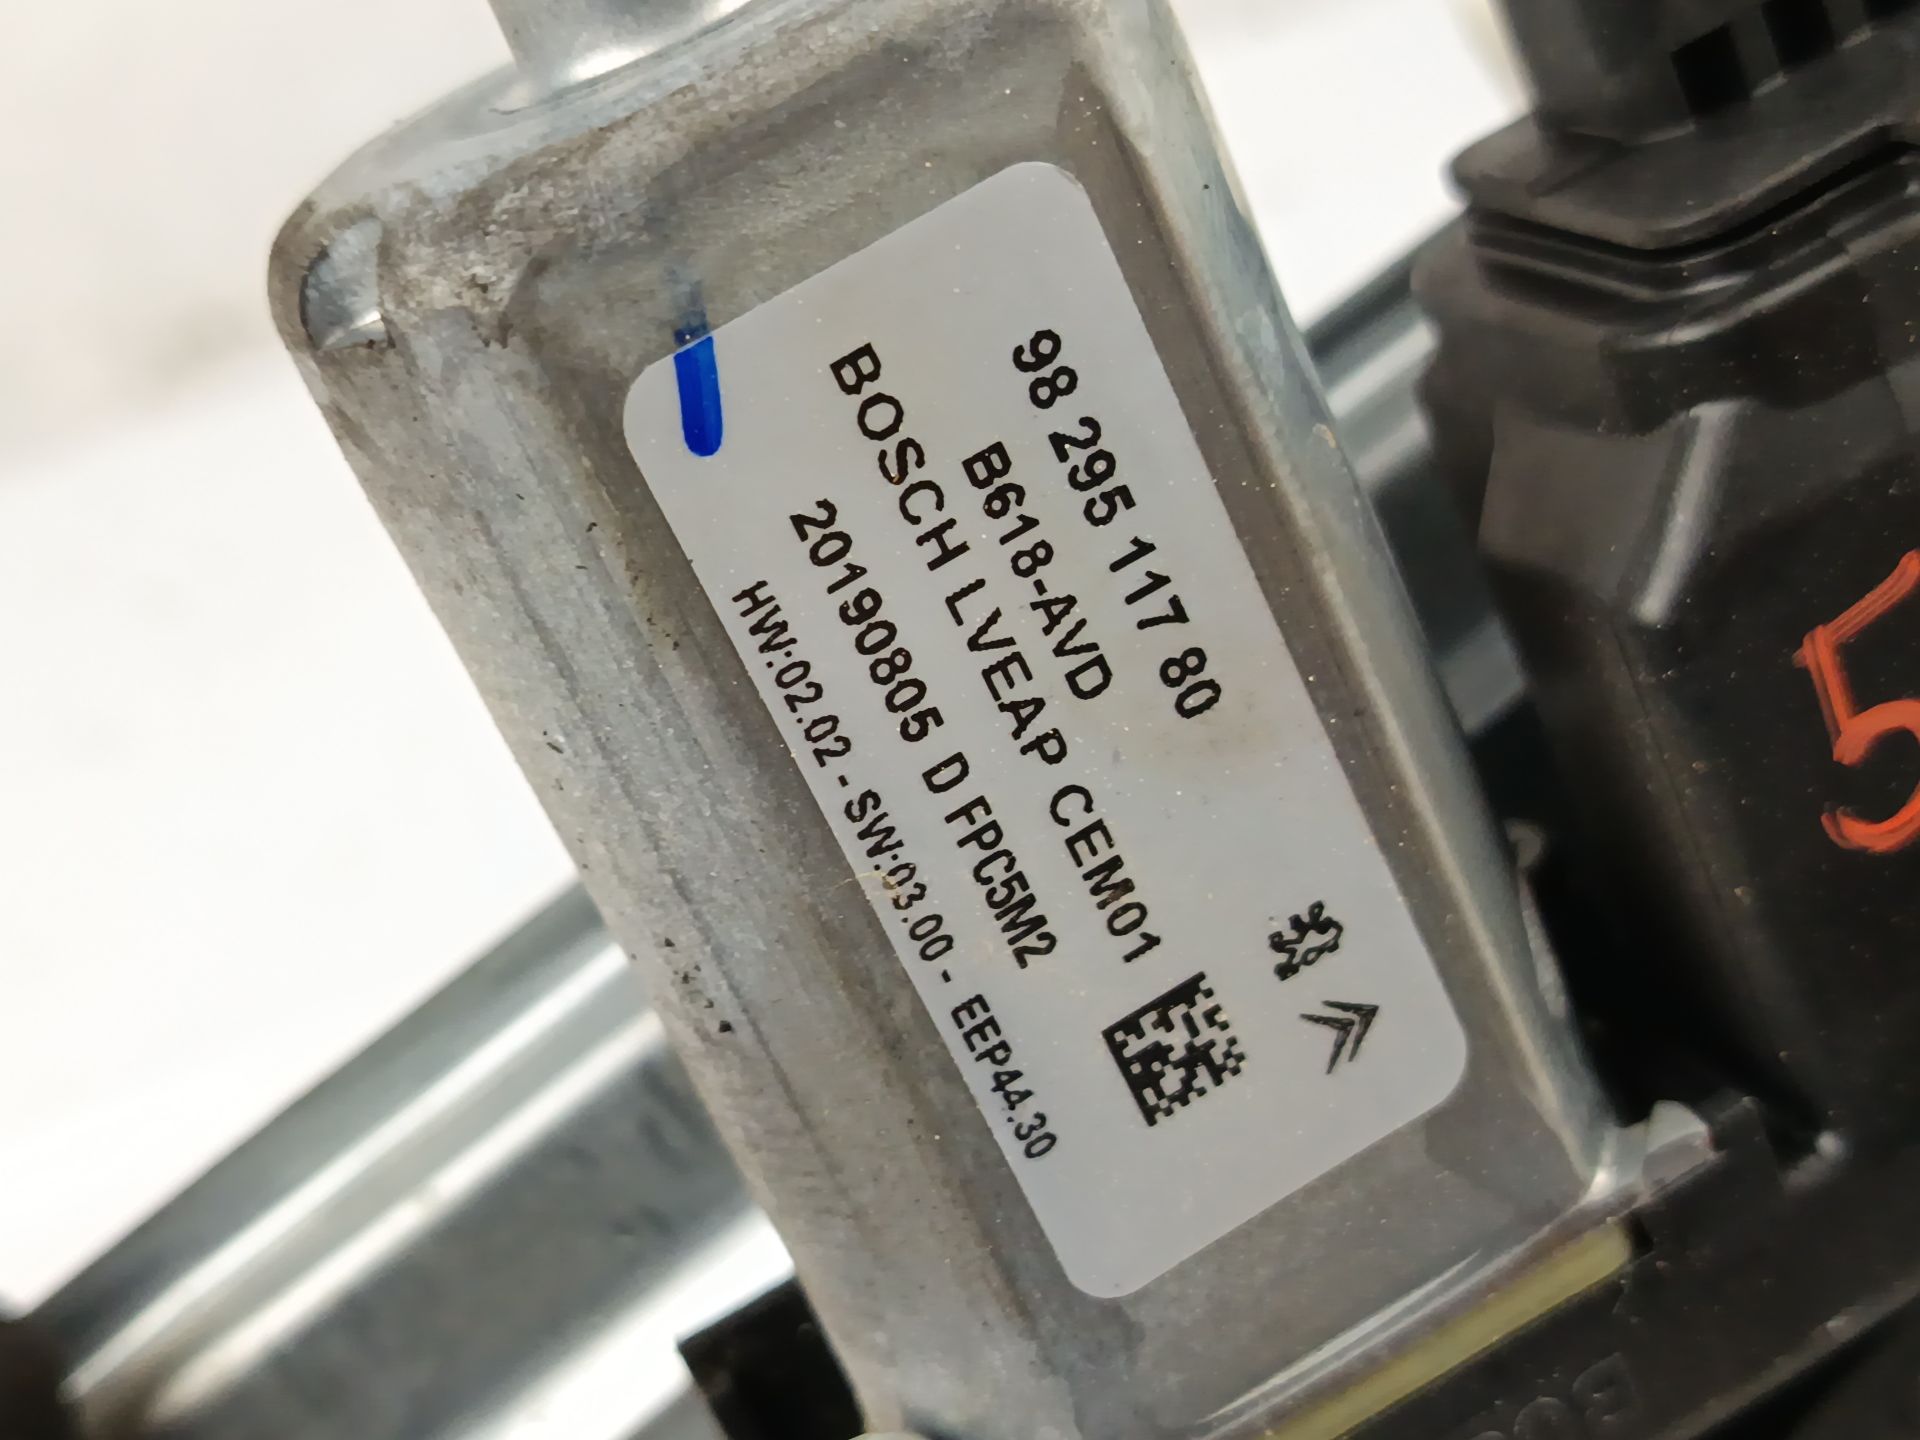 98 295 117 80
B618-AVD
BOSCH LVEAP CEM01
20190805 D FPC5M2
HW:02.02 - SW:03.00 - EEP44.30
5